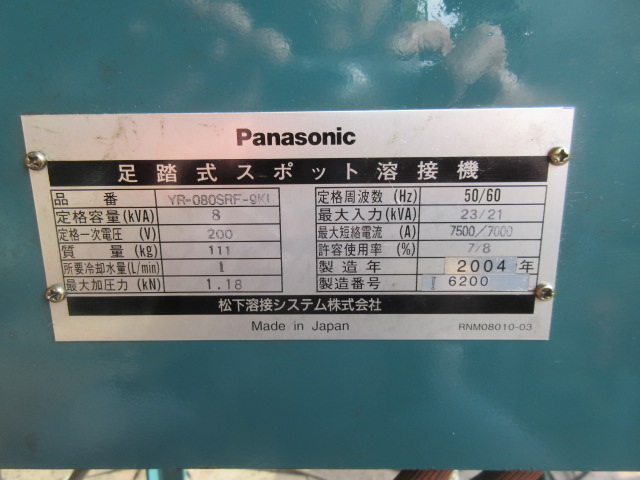 Panasonic
足踏式スポット溶接機
品番 YR-080SRF-9KI
定格容量(kVA) 8
定格一次電圧(V) 200
質量(kg) 111
所要冷却水量(L/min) 1
最大加圧力(kN) 1.18
定格周波数(Hz) 50/60
最大入力(kVA) 23/21
最大短絡電流(A) 7500/7000
許容使用率(%) 7/8
製造年 2004年
製造番号 6200
松下溶接システム株式会社
Made in Japan
RNM08010-03